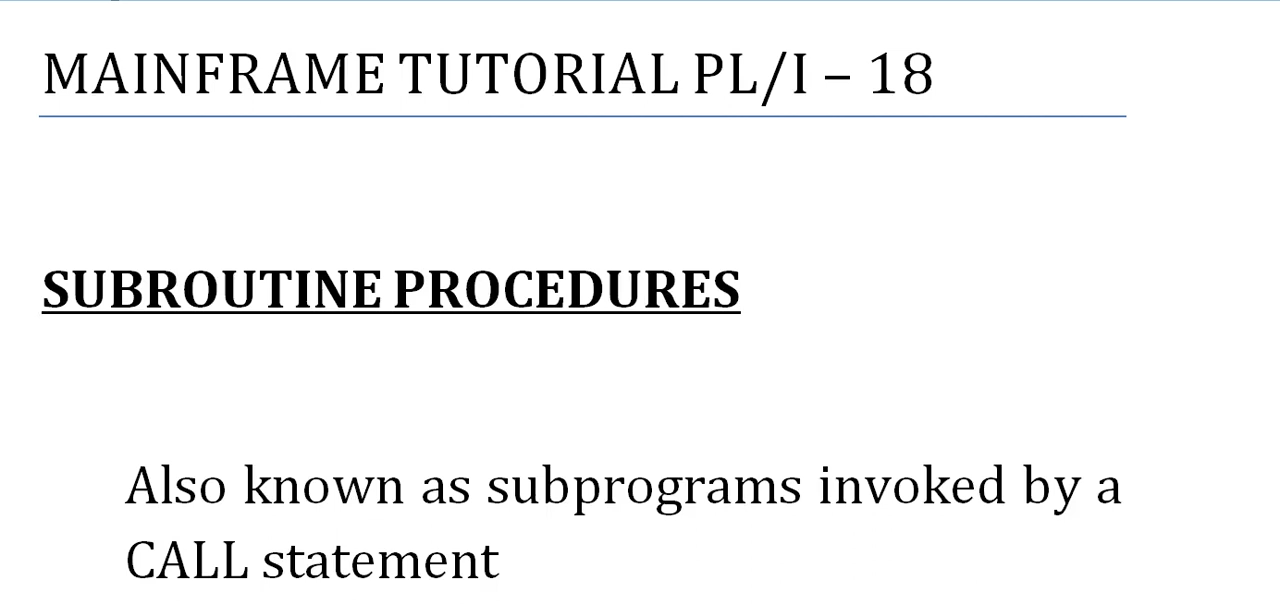 MAINFRAME TUTORIAL PL/I – 18
SUBROUTINE PROCEDURES
Also known as subprograms invoked by a
CALL statement